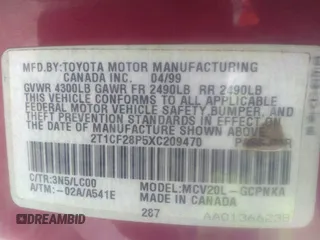 MFD.BY:TOYOTA MOTOR MANUFACTURING
CANADA INC. 04/99
GVWR 4300LB GAWR FR 2490LB RR 2490LB
THIS VEHICLE CONFORMS TO ALL APPLICABLE
FEDERAL MOTOR VEHICLE SAFETY, BUMPER, AND
THEFT PREVENTION STANDARDS IN EFFECT ON
THE DATE OF MANUFACTURE SHOWN ABOVE.
2T1CF28P5XC209470
C/TR:3N5/LC00 MODEL:MCV20L-GCPNKA
A/TM:-02A/A541E MADE IN CANADA
287